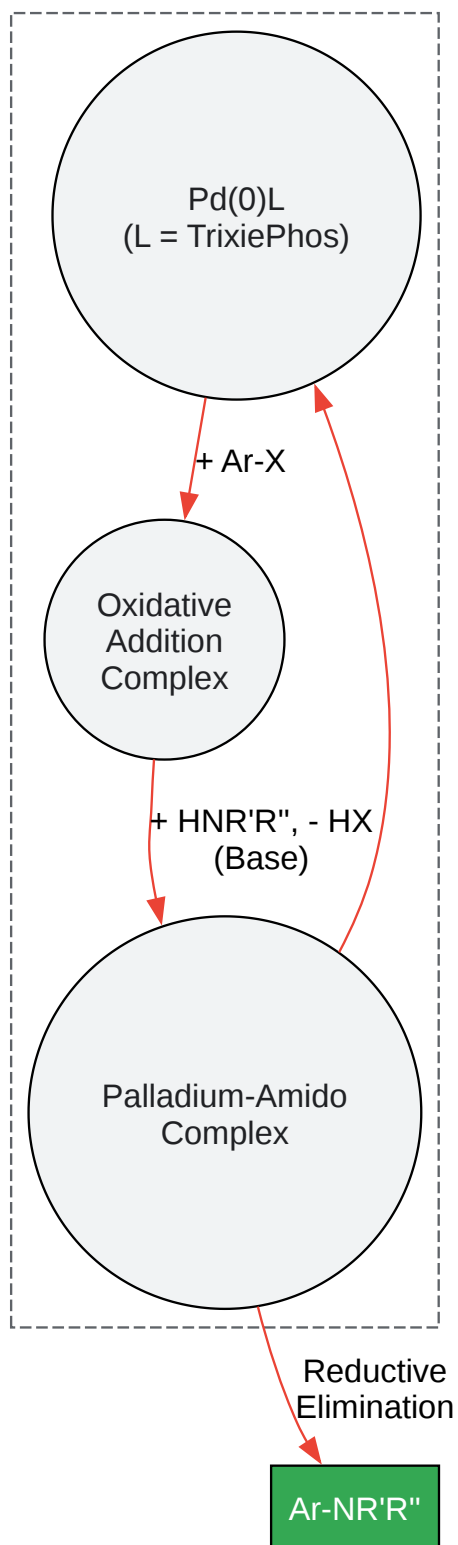 Pd(0)L
(L = TrixiePhos)
+ Ar-X
Oxidative
Addition
Complex
+ HNR'R", - HX
(Base)
Palladium-Amido
Complex
Reductive
Elimination
Ar-NR'R"